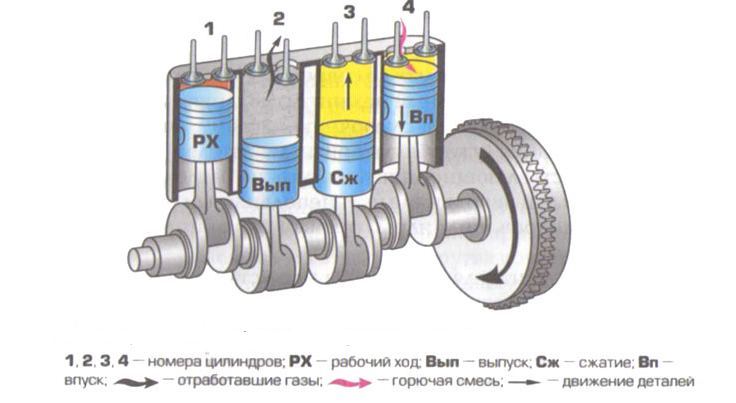 1 2 3 4
РХ Вып Сж Вп
1, 2, 3, 4 — номера цилиндров; РХ — рабочий ход; Вып — выпуск; Сж — сжатие; Вп —
впуск; — отработавшие газы; — горючая смесь; — движение деталей